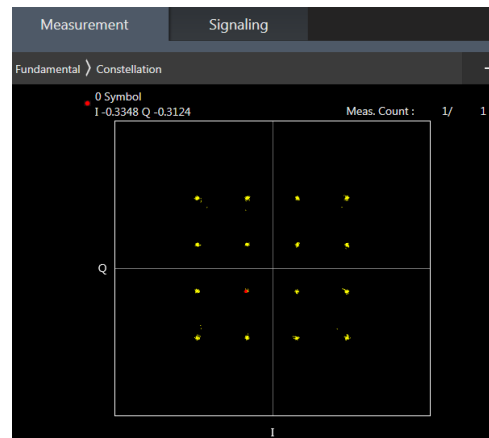 Measurement Signaling
Fundamental 〉 Constellation
0 Symbol
I -0.3348 Q -0.3124 Meas. Count : 1/ 1
Q
I